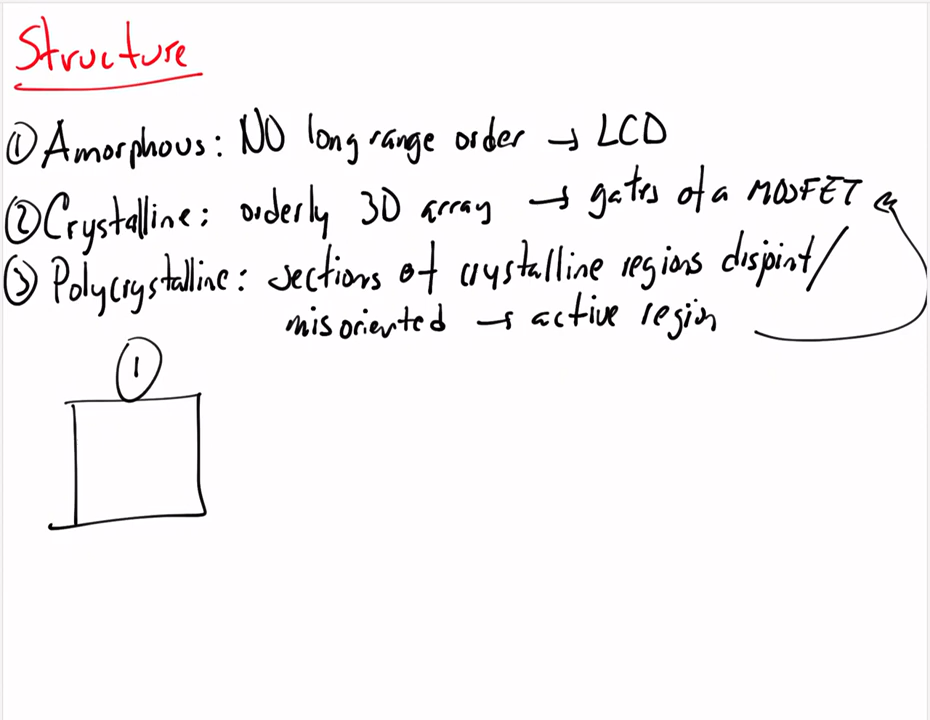 Structure
① Amorphous: NO long range order → LCD
② Crystalline: orderly 3D array → gates of a MOSFET
③ Polycrystalline: sections of crystalline regions disjoint/
misoriented → active region
①